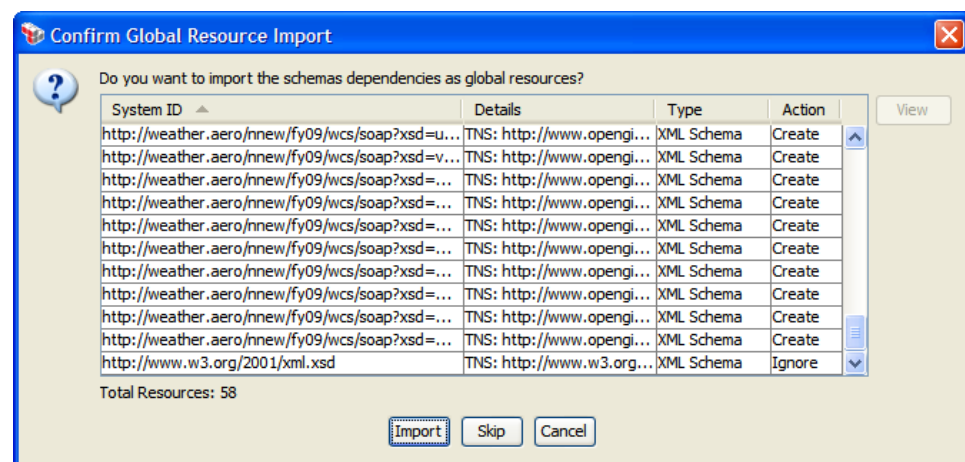 Confirm Global Resource Import
Do you want to import the schemas dependencies as global resources?
System ID Details Type Action View
http://weather.aero/nnew/fy09/wcs/soap?xsd=u... TNS: http://www.opengi... XML Schema Create
http://weather.aero/nnew/fy09/wcs/soap?xsd=v... TNS: http://www.opengi... XML Schema Create
http://weather.aero/nnew/fy09/wcs/soap?xsd=... TNS: http://www.opengi... XML Schema Create
http://weather.aero/nnew/fy09/wcs/soap?xsd=... TNS: http://www.opengi... XML Schema Create
http://weather.aero/nnew/fy09/wcs/soap?xsd=... TNS: http://www.opengi... XML Schema Create
http://weather.aero/nnew/fy09/wcs/soap?xsd=... TNS: http://www.opengi... XML Schema Create
http://weather.aero/nnew/fy09/wcs/soap?xsd=... TNS: http://www.opengi... XML Schema Create
http://weather.aero/nnew/fy09/wcs/soap?xsd=... TNS: http://www.opengi... XML Schema Create
http://weather.aero/nnew/fy09/wcs/soap?xsd=... TNS: http://www.opengi... XML Schema Create
http://weather.aero/nnew/fy09/wcs/soap?xsd=... TNS: http://www.opengi... XML Schema Create
http://www.w3.org/2001/xml.xsd TNS: http://www.w3.org... XML Schema Ignore
Total Resources: 58
Import Skip Cancel